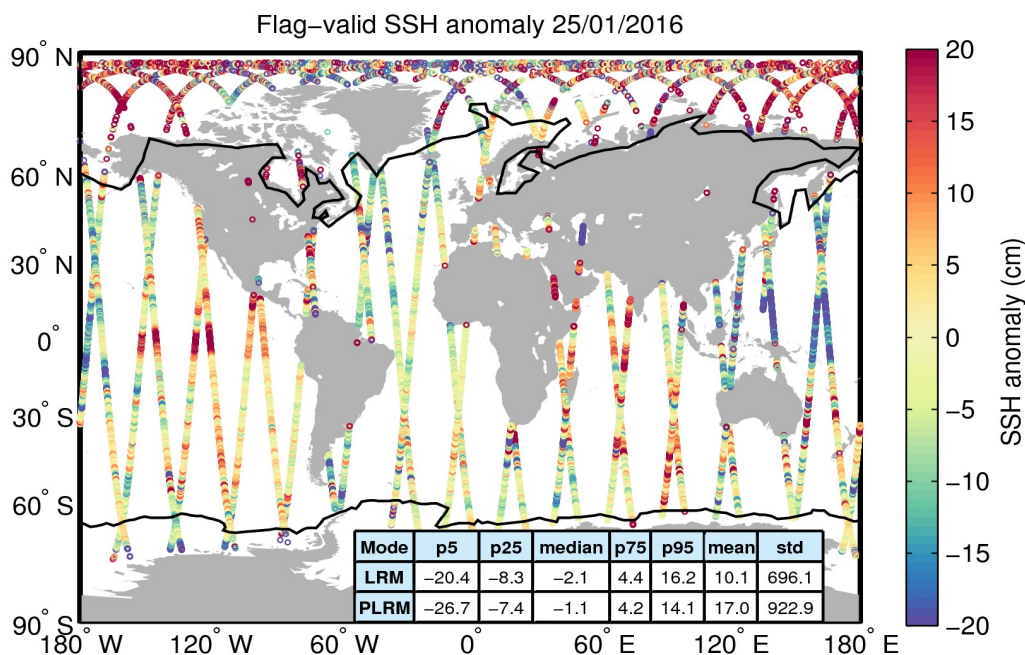 Flag−valid SSH anomaly 25/01/2016
90° N
60° N
30° N
0°
30° S
60° S
90° S
180° W
120° W
60° W
0°
60° E
120° E
180° E
Mode p5 p25 median p75 p95 mean std
LRM −20.4 −8.3 −2.1 4.4 16.2 10.1 696.1
PLRM −26.7 −7.4 −1.1 4.2 14.1 17.0 922.9
20
15
10
5
0
−5
−10
−15
−20
SSH anomaly (cm)